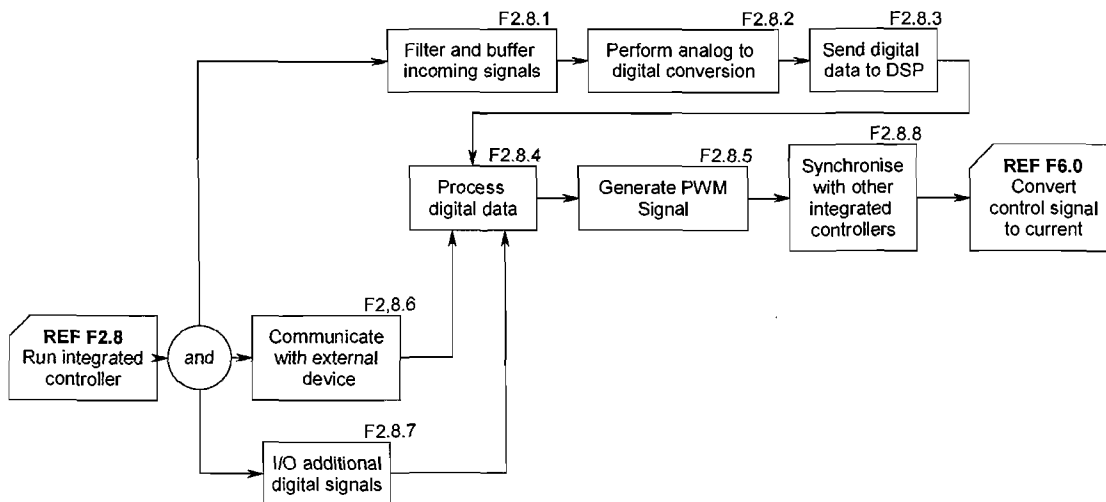 F2.8.1
Filter and buffer
incoming signals
F2.8.2
Perform analog to
digital conversion
F2.8.3
Send digital
data to DSP
F2.8.4
Process
digital data
F2.8.5
Generate PWM
Signal
F2.8.8
Synchronise
with other
integrated
controllers
REF F6.0
Convert
control signal
to current
REF F2.8
Run integrated
controller
and
F2,8.6
Communicate
with external
device
F2.8.7
I/O additional
digital signals